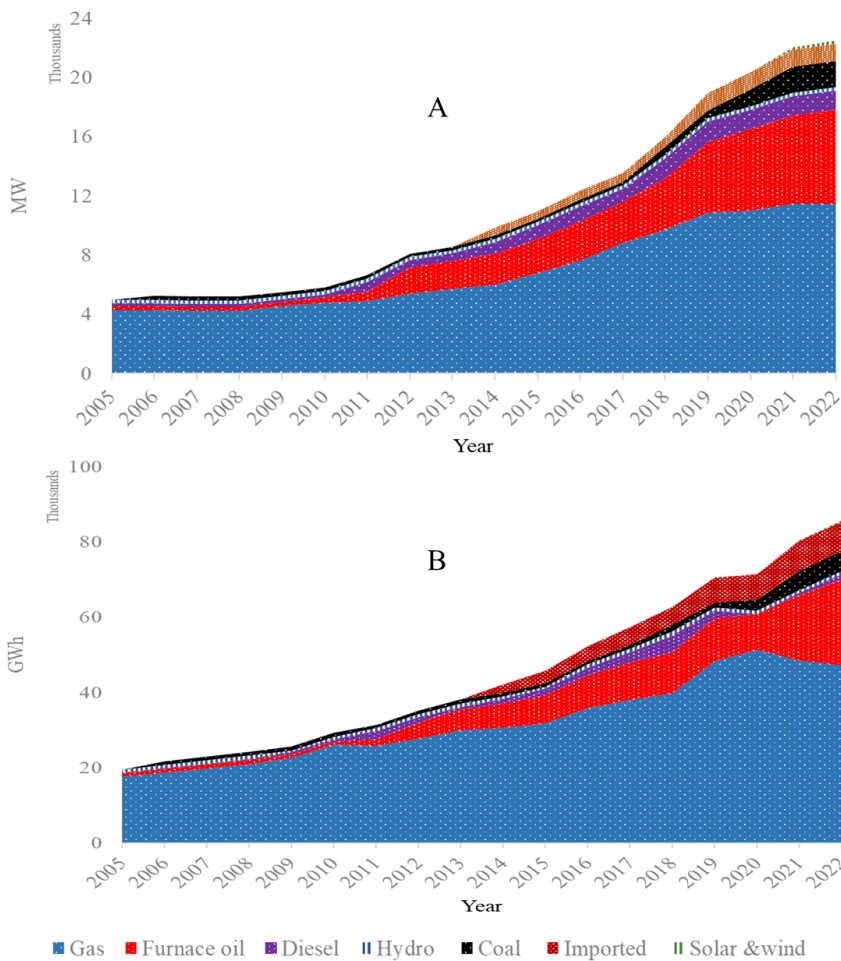 24
Thousands
20
A
16
MW
12
8
4
0
2005 2006 2007 2008 2009 2010 2011 2012 2013 2014 2015 2016 2017 2018 2019 2020 2021 2022
Year
100
Thousands
80
B
60
GWh
40
20
0
2005 2006 2007 2008 2009 2010 2011 2012 2013 2014 2015 2016 2017 2018 2019 2020 2021 2022
Year
Gas Furnace oil Diesel Hydro Coal Imported Solar &wind